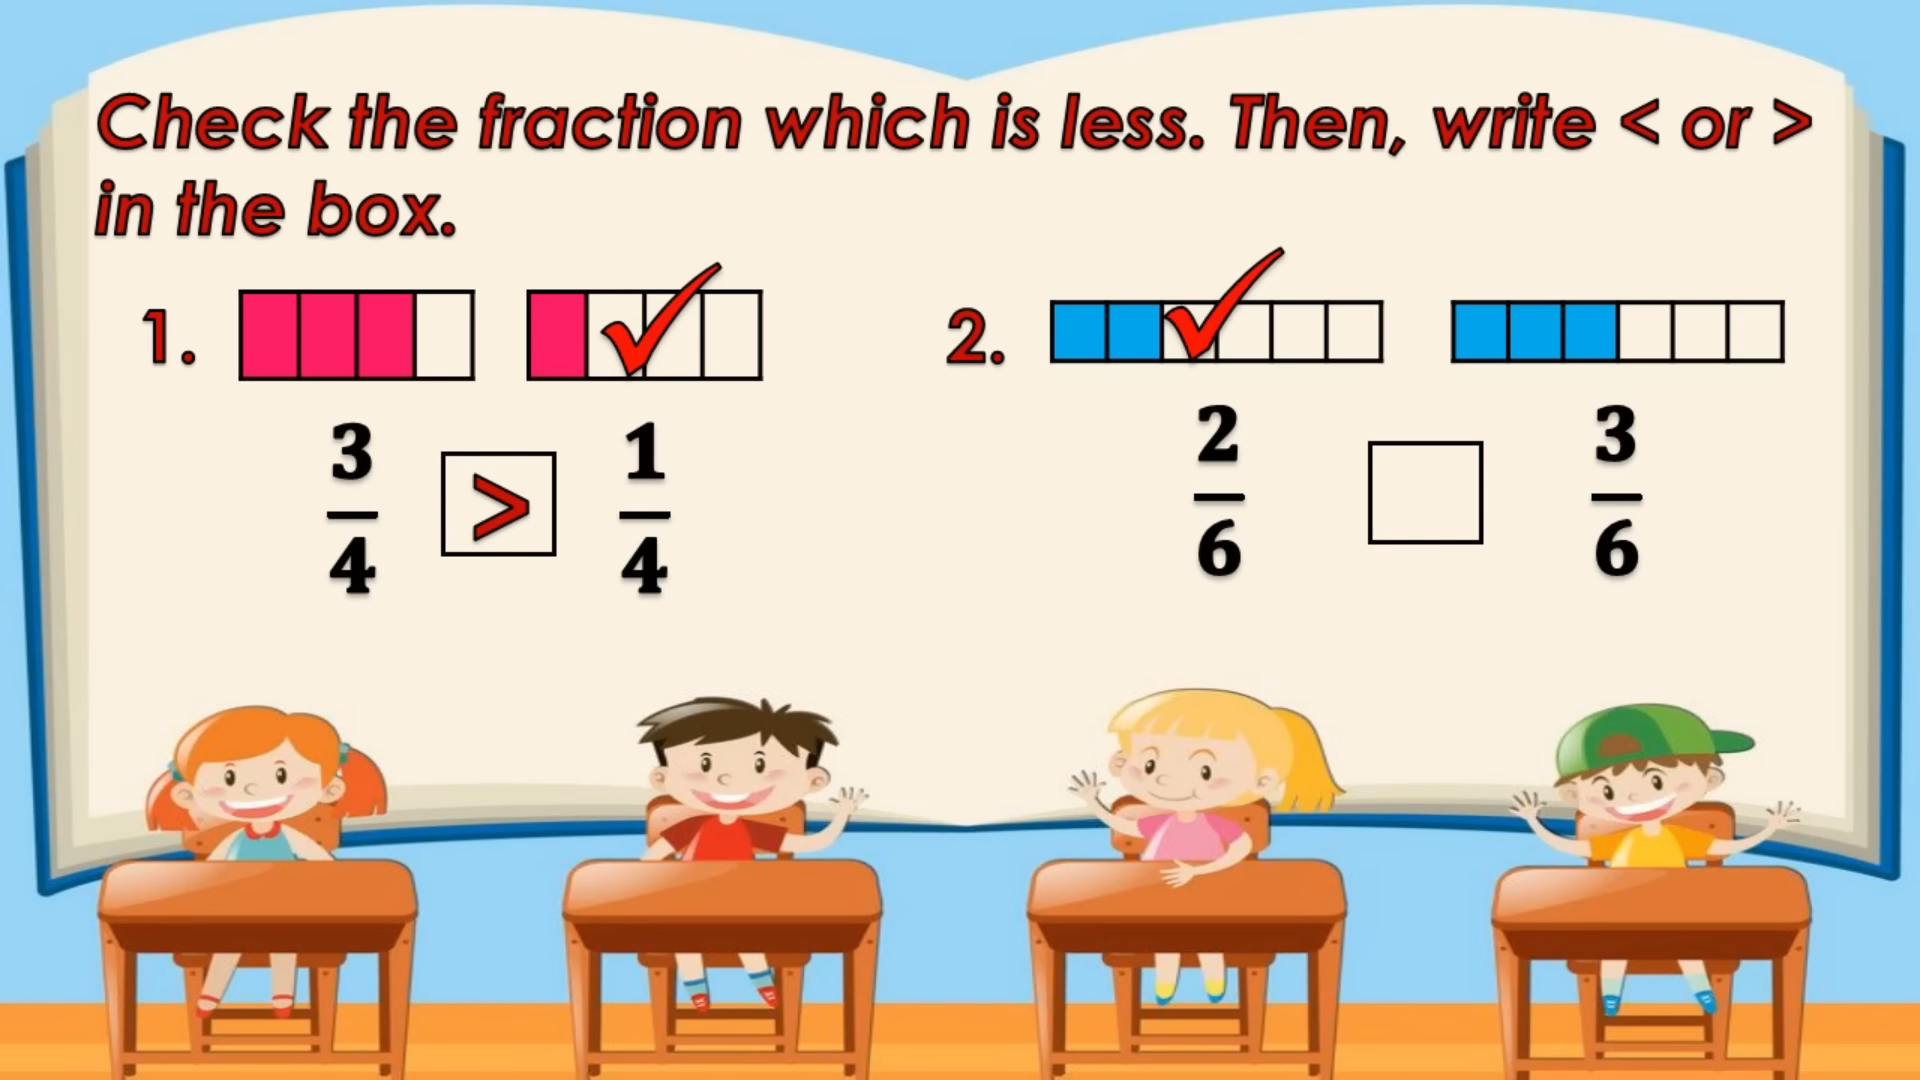 Check the fraction which is less. Then, write < or >
in the box.
1.
3/4 > 1/4
2.
2/6 3/6